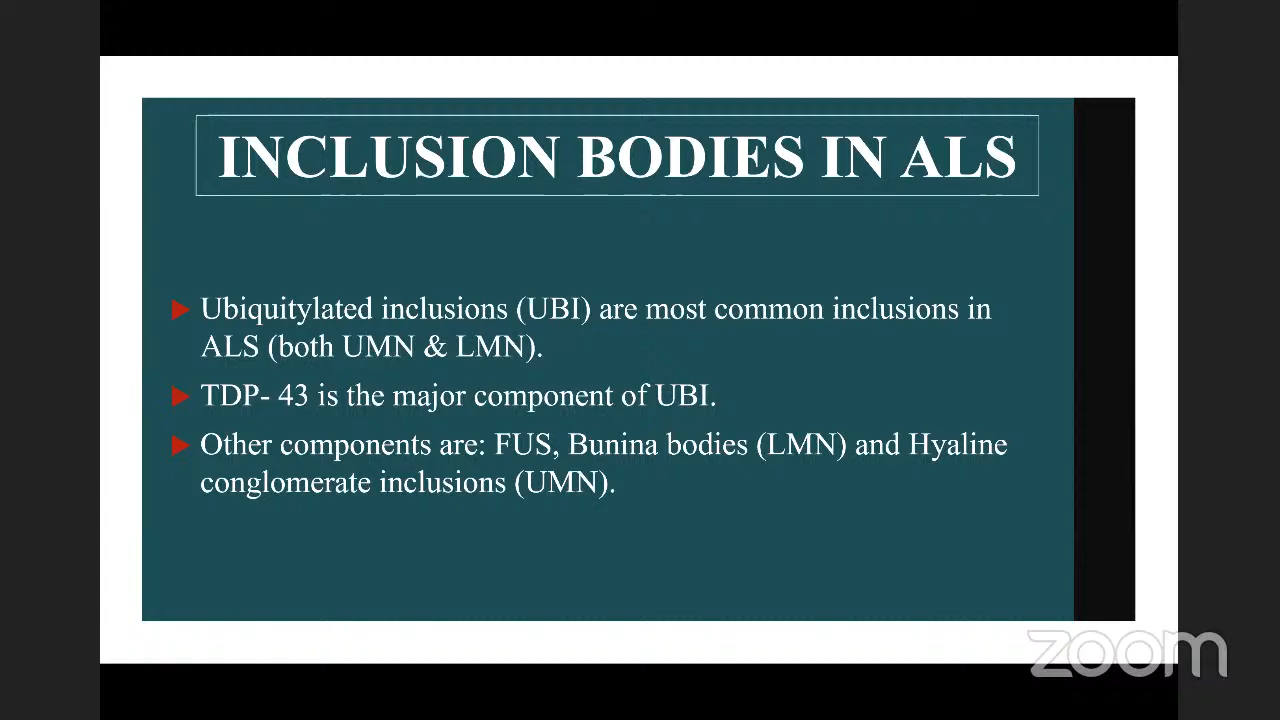 INCLUSION BODIES IN ALS
Ubiquitylated inclusions (UBI) are most common inclusions in
ALS (both UMN & LMN).
TDP- 43 is the major component of UBI.
Other components are: FUS, Bunina bodies (LMN) and Hyaline
conglomerate inclusions (UMN).
zoom